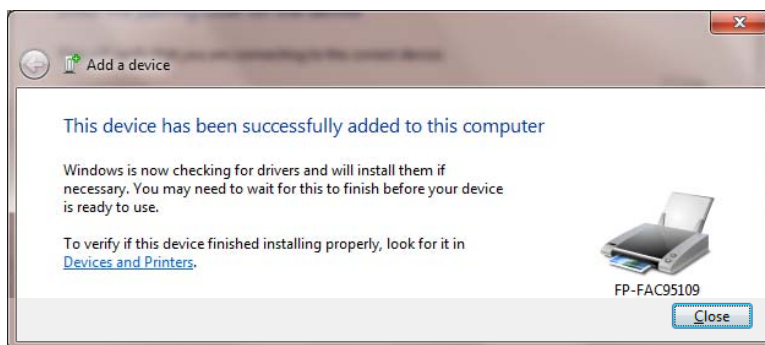 Add a device
This device has been successfully added to this computer
Windows is now checking for drivers and will install them if
necessary. You may need to wait for this to finish before your device
is ready to use.
To verify if this device finished installing properly, look for it in
Devices and Printers.
FP-FAC95109
Close